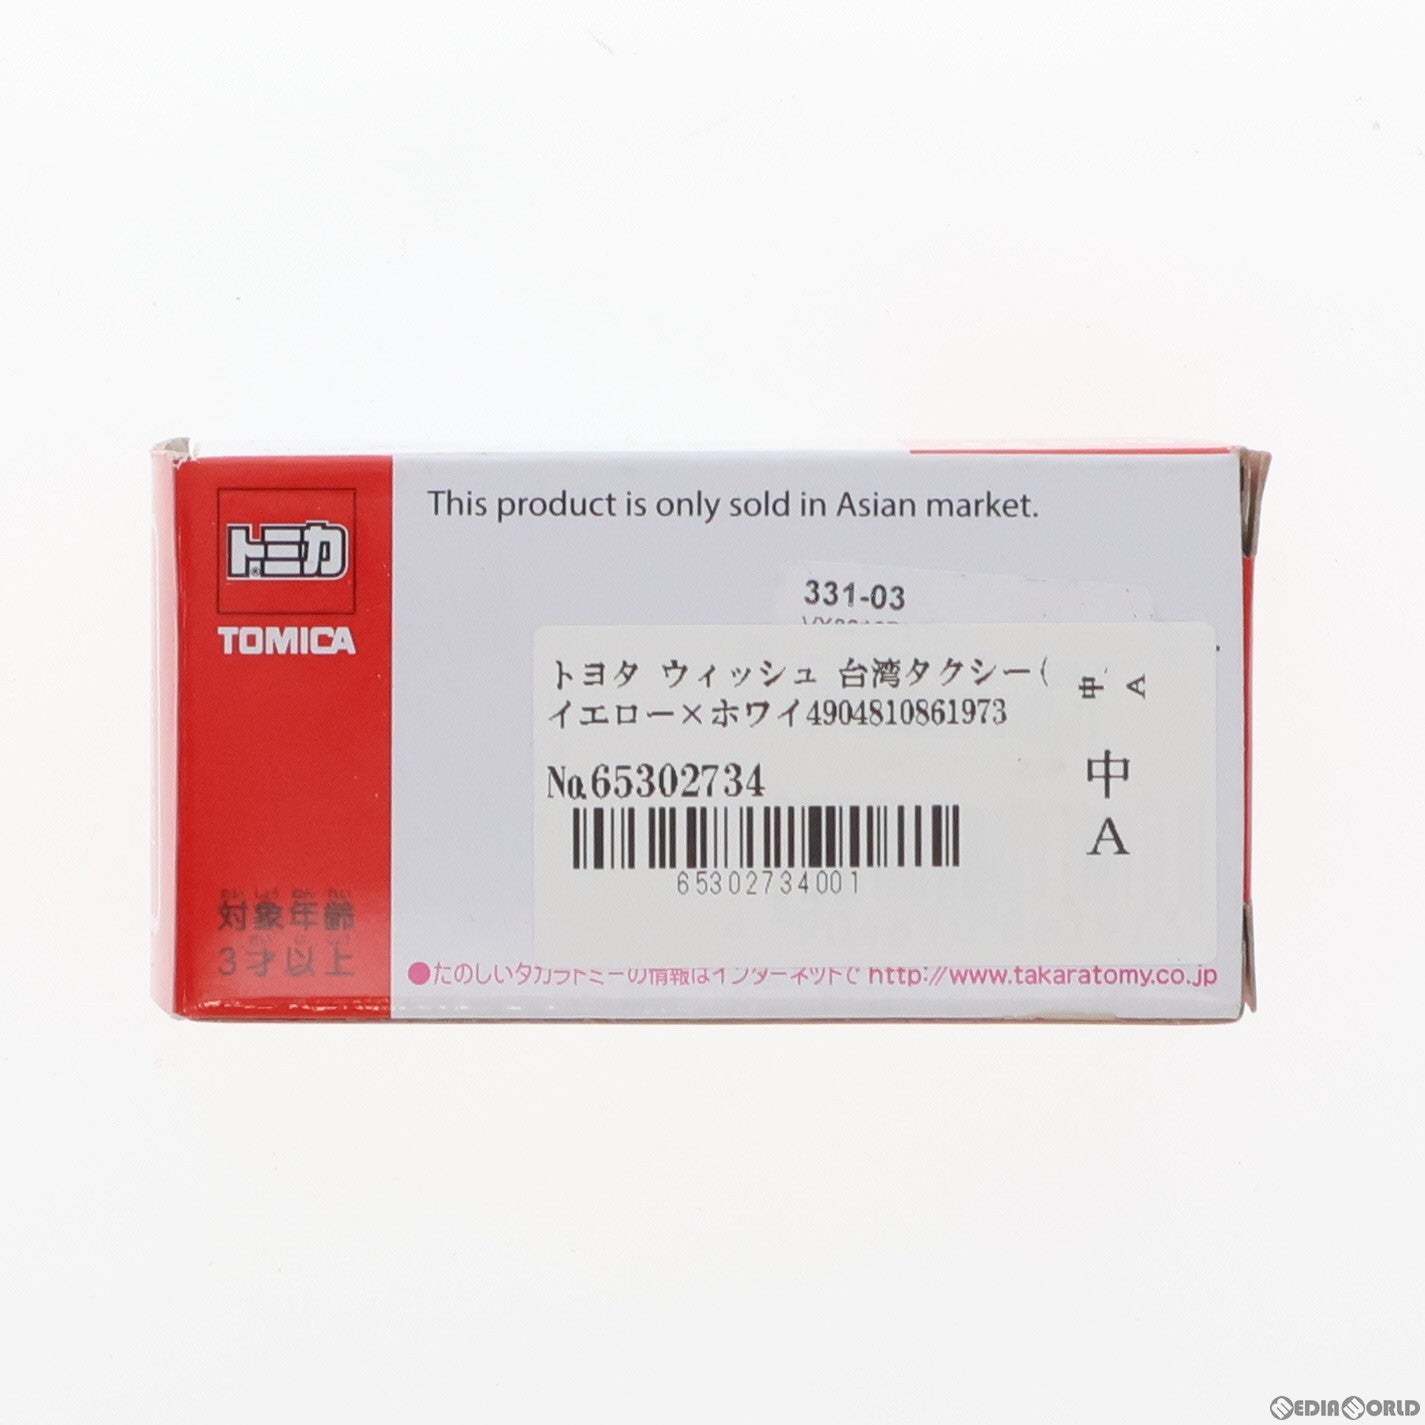 トミカ®
TOMICA
This product is only sold in Asian market.
331-03
トヨタ ウィッシュ 台湾タクシー(
イエロー×ホワイ4904810861973
中 A
No.65302734
中
A
65302734001
対象年齢
3才以上
●たのしいタカラトミーの情報はインターネットで http://www.takaratomy.co.jp
MEDIAWORLD